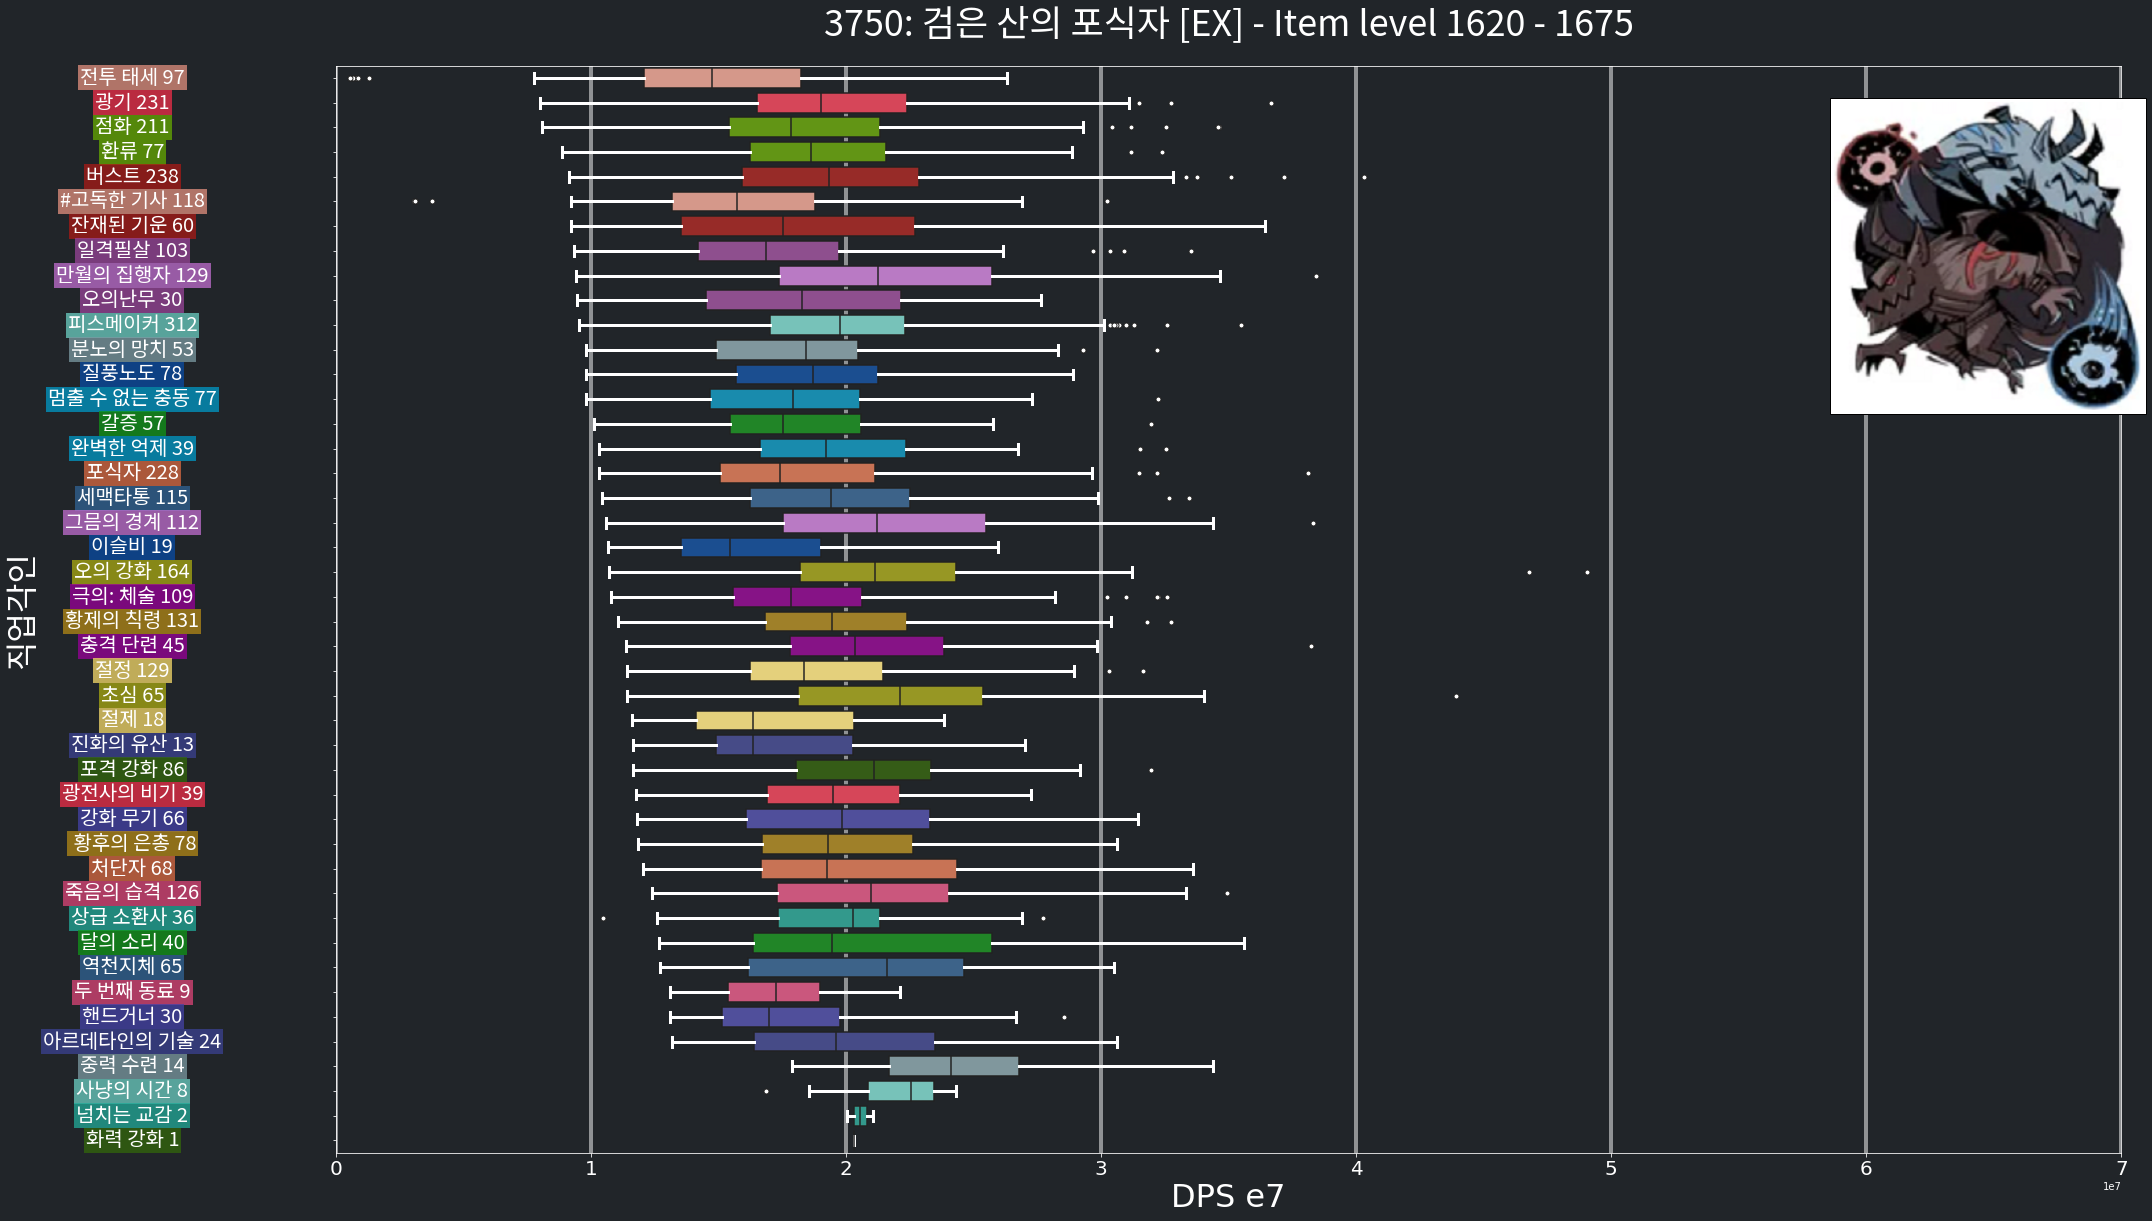 3750: 검은 산의 포식자 [EX] - Item level 1620 - 1675
직업각인
전투 태세 97
광기 231
점화 211
환류 77
버스트 238
#고독한 기사 118
잔재된 기운 60
일격필살 103
만월의 집행자 129
오의난무 30
피스메이커 312
분노의 망치 53
질풍노도 78
멈출 수 없는 충동 77
갈증 57
완벽한 억제 39
포식자 228
세맥타통 115
그믐의 경계 112
이슬비 19
오의 강화 164
극의: 체술 109
황제의 칙령 131
충격 단련 45
절정 129
초심 65
절제 18
진화의 유산 13
포격 강화 86
광전사의 비기 39
강화 무기 66
황후의 은총 78
처단자 68
죽음의 습격 126
상급 소환사 36
달의 소리 40
역천지체 65
두 번째 동료 9
핸드거너 30
아르데타인의 기술 24
중력 수련 14
사냥의 시간 8
넘치는 교감 2
화력 강화 1
0 1 2 3 4 5 6 7
1e7
DPS e7